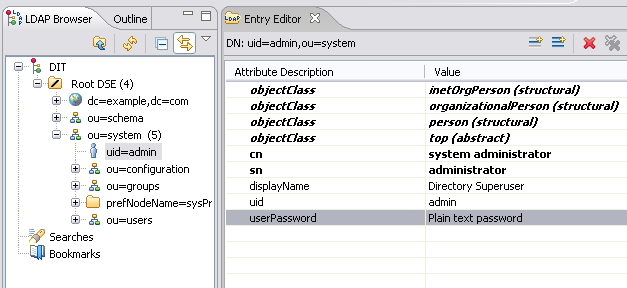 LDAP Browser
Outline
DIT
Root DSE (4)
dc=example,dc=com
ou=schema
ou=system (5)
uid=admin
ou=configuration
ou=groups
prefNodeName=sysPr
ou=users
Searches
Bookmarks
LDAP Entry Editor
DN: uid=admin,ou=system
Attribute Description Value
objectClass inetOrgPerson (structural)
objectClass organizationalPerson (structural)
objectClass person (structural)
objectClass top (abstract)
cn system administrator
sn administrator
displayName Directory Superuser
uid admin
userPassword Plain text password